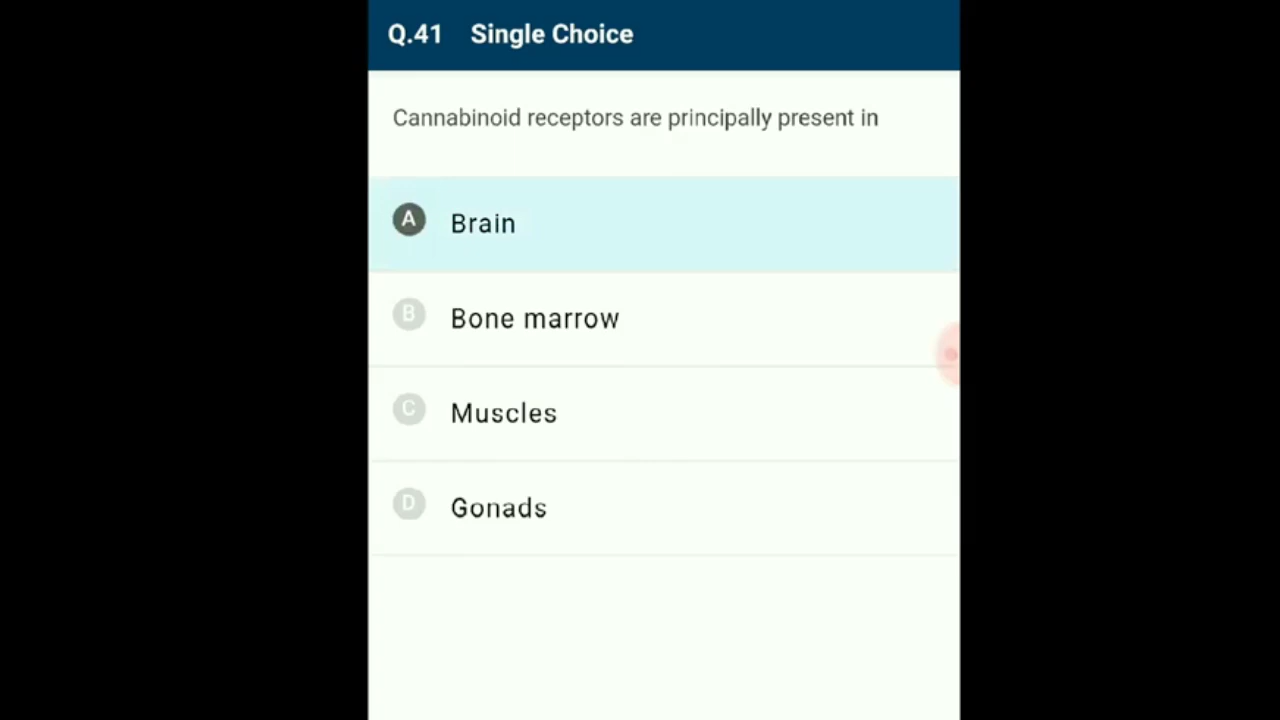 Q.41 Single Choice
Cannabinoid receptors are principally present in
A Brain
B Bone marrow
C Muscles
D Gonads